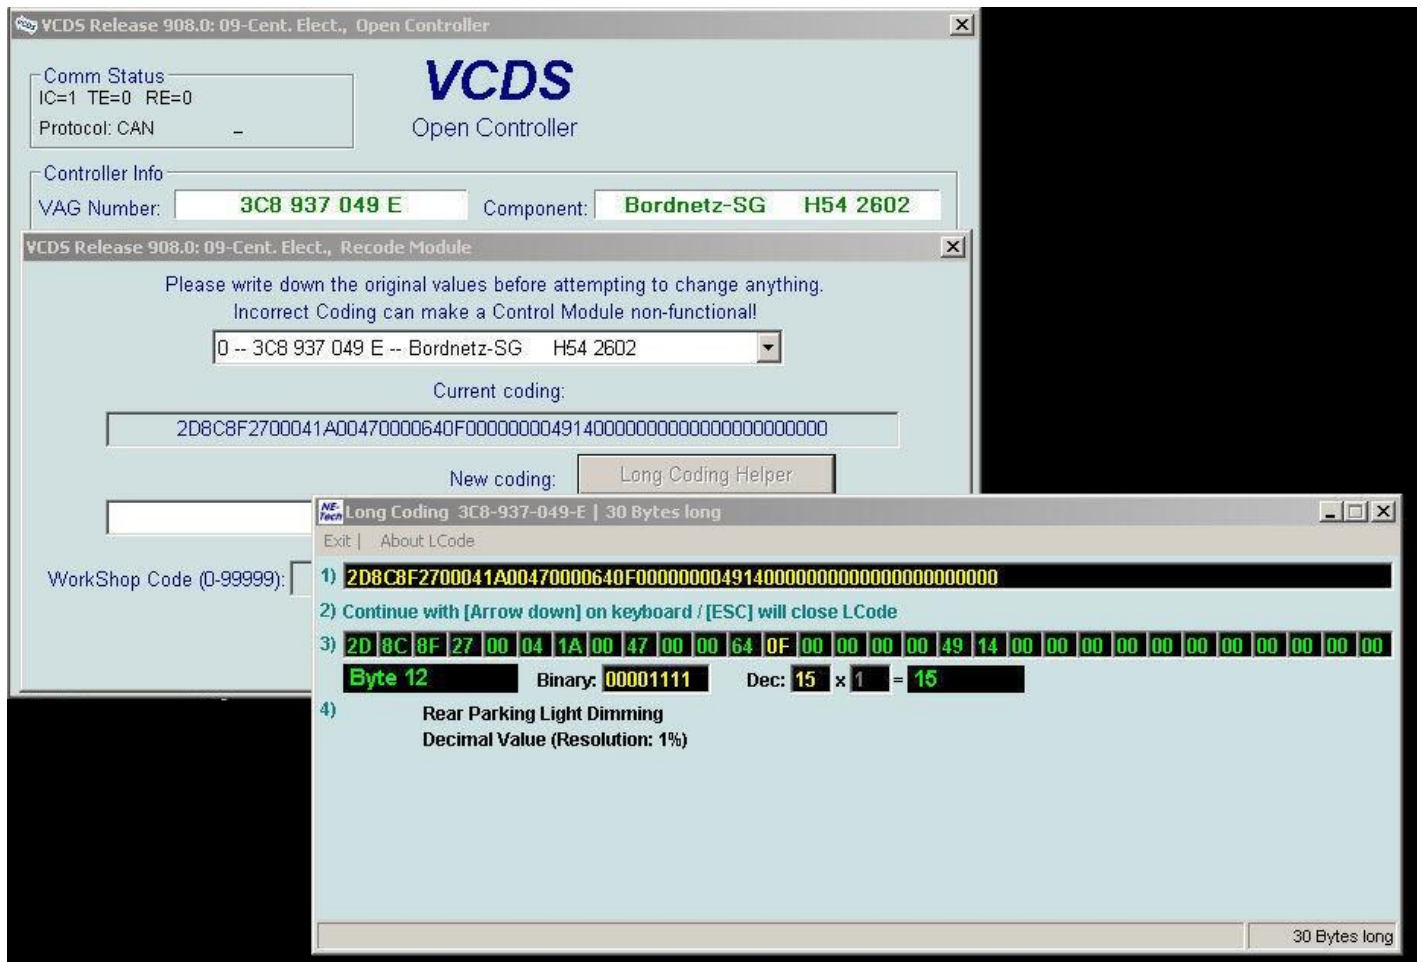 VCDS Release 908.0: 09-Cent. Elect., Open Controller
Comm Status
IC=1 TE=0 RE=0
Protocol: CAN
VCDS
Open Controller
Controller Info
VAG Number: 3C8 937 049 E Component: Bordnetz-SG H54 2602
VCDS Release 908.0: 09-Cent. Elect., Recode Module
Please write down the original values before attempting to change anything.
Incorrect Coding can make a Control Module non-functional!
0 -- 3C8 937 049 E -- Bordnetz-SG H54 2602
Current coding:
2D8C8F2700041A00470000640F00000000491400000000000000000000000
New coding: Long Coding Helper
WorkShop Code (0-99999):
NE-Tech Long Coding 3C8-937-049-E | 30 Bytes long
Exit | About LCode
1) 2D8C8F2700041A00470000640F0000000049140000000000000000000000
2) Continue with [Arrow down] on keyboard / [ESC] will close LCode
3) 2D 8C 8F 27 00 04 1A 00 47 00 00 64 0F 00 00 00 00 49 14 00 00 00 00 00 00 00 00 00 00 00
Byte 12 Binary: 00001111 Dec: 15 x 1 = 15
4) Rear Parking Light Dimming
Decimal Value (Resolution: 1%)
30 Bytes long